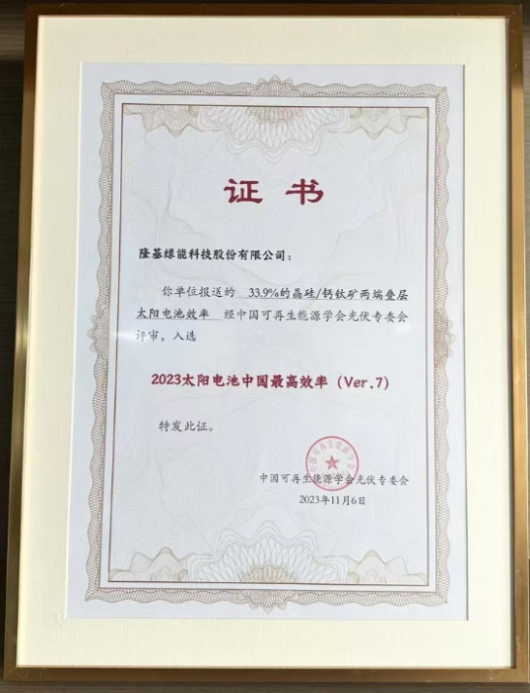 证书
隆基绿能科技股份有限公司：
你单位报送的 33.9%的晶硅/钙钛矿两端叠层
太阳电池效率 经中国可再生能源学会光伏专委会
评审，入选
2023太阳电池中国最高效率（Ver.7）
特发此证。
中国可再生能源学会光伏专委会
2023年11月6日